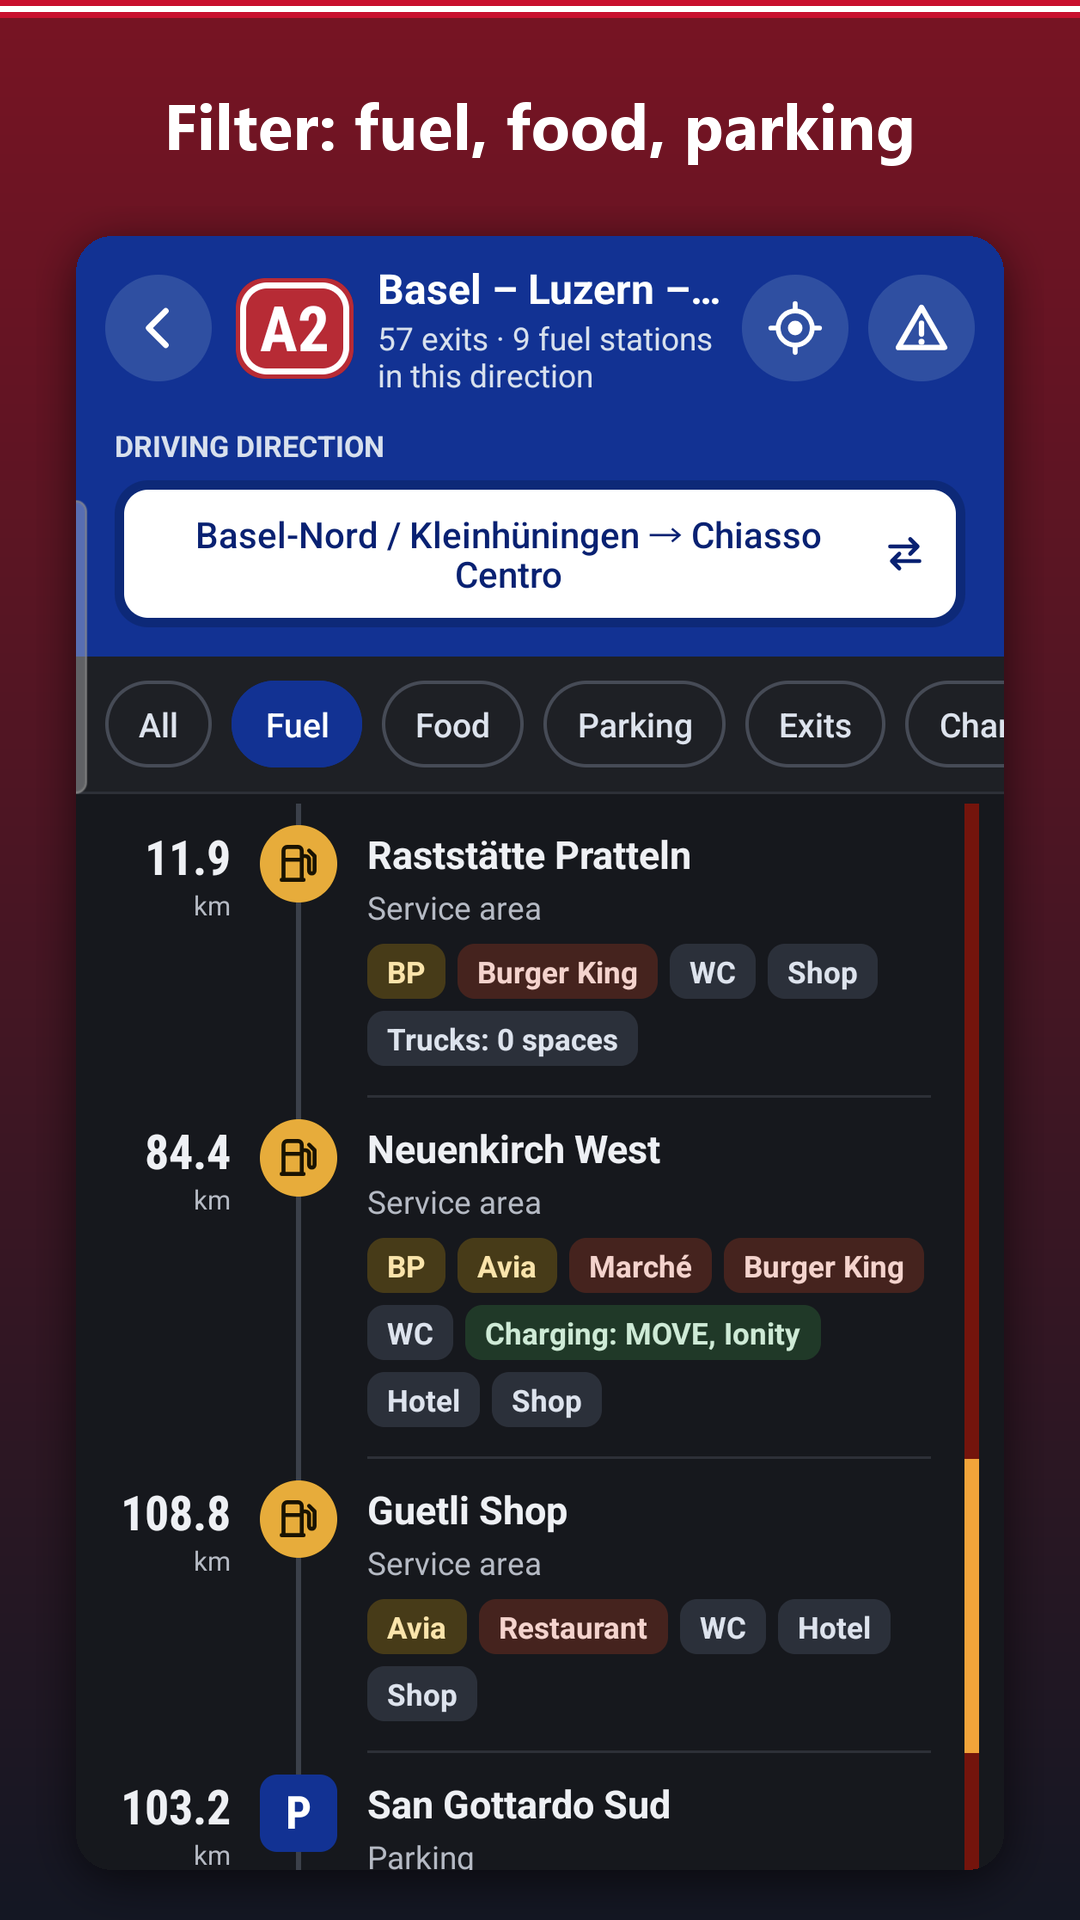 Filter: fuel, food, parking
A2
Basel – Luzern –...
57 exits · 9 fuel stations
in this direction
DRIVING DIRECTION
Basel-Nord / Kleinhüningen → Chiasso
Centro
All
Fuel
Food
Parking
Exits
Char
11.9
km
Raststätte Pratteln
Service area
BP
Burger King
WC
Shop
Trucks: 0 spaces
84.4
km
Neuenkirch West
Service area
BP
Avia
Marché
Burger King
WC
Charging: MOVE, Ionity
Hotel
Shop
108.8
km
Guetli Shop
Service area
Avia
Restaurant
WC
Hotel
Shop
103.2
km
P
San Gottardo Sud
Parking